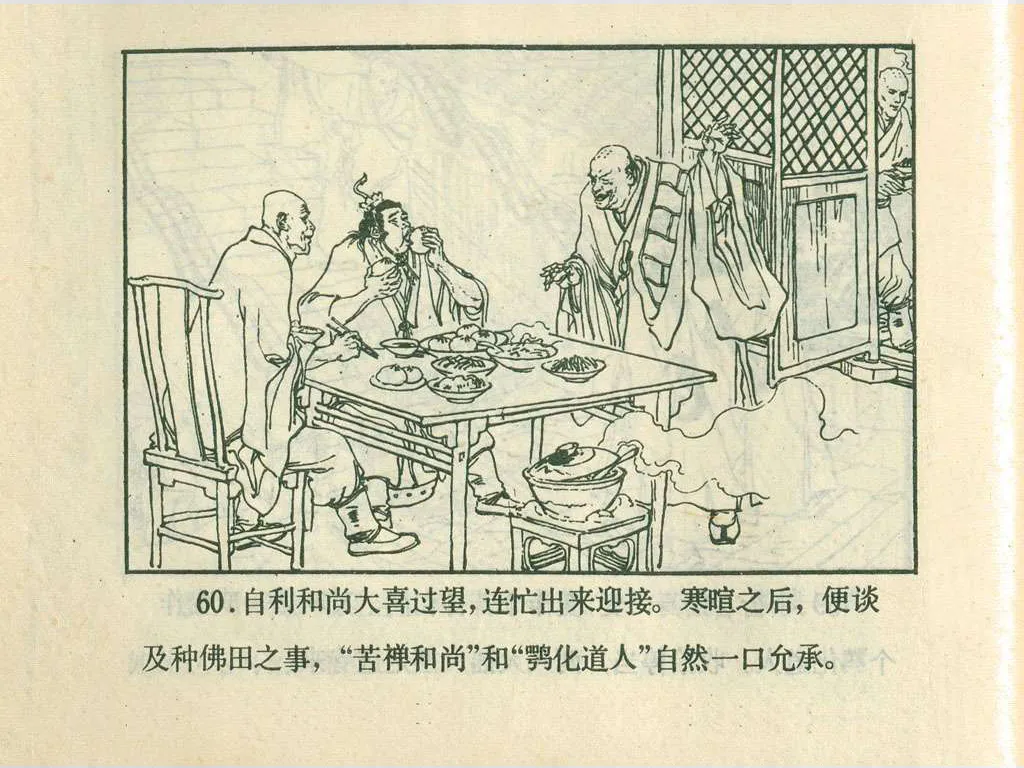 60.自利和尚大喜过望，连忙出来迎接。寒暄之后，便谈
及种佛田之事，“苦禅和尚”和“鹗化道人”自然一口允承。